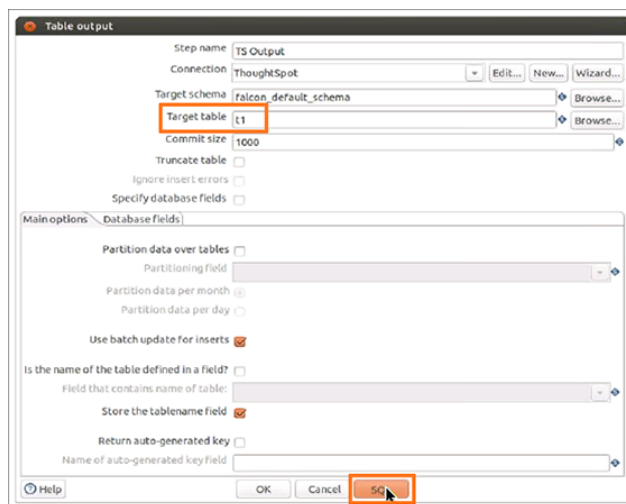 Table output
Step name TS Output
Connection ThoughtSpot Edit... New... Wizard...
Target schema falcon_default_schema Browse...
Target table t1 Browse...
Commit size 1000
Truncate table
Ignore insert errors
Specify database fields
Main options Database fields
Partition data over tables
Partitioning field
Partition data per month
Partition data per day
Use batch update for inserts
Is the name of the table defined in a field?
Field that contains name of table:
Store the tablename field
Return auto-generated key
Name of auto-generated key field
Help OK Cancel